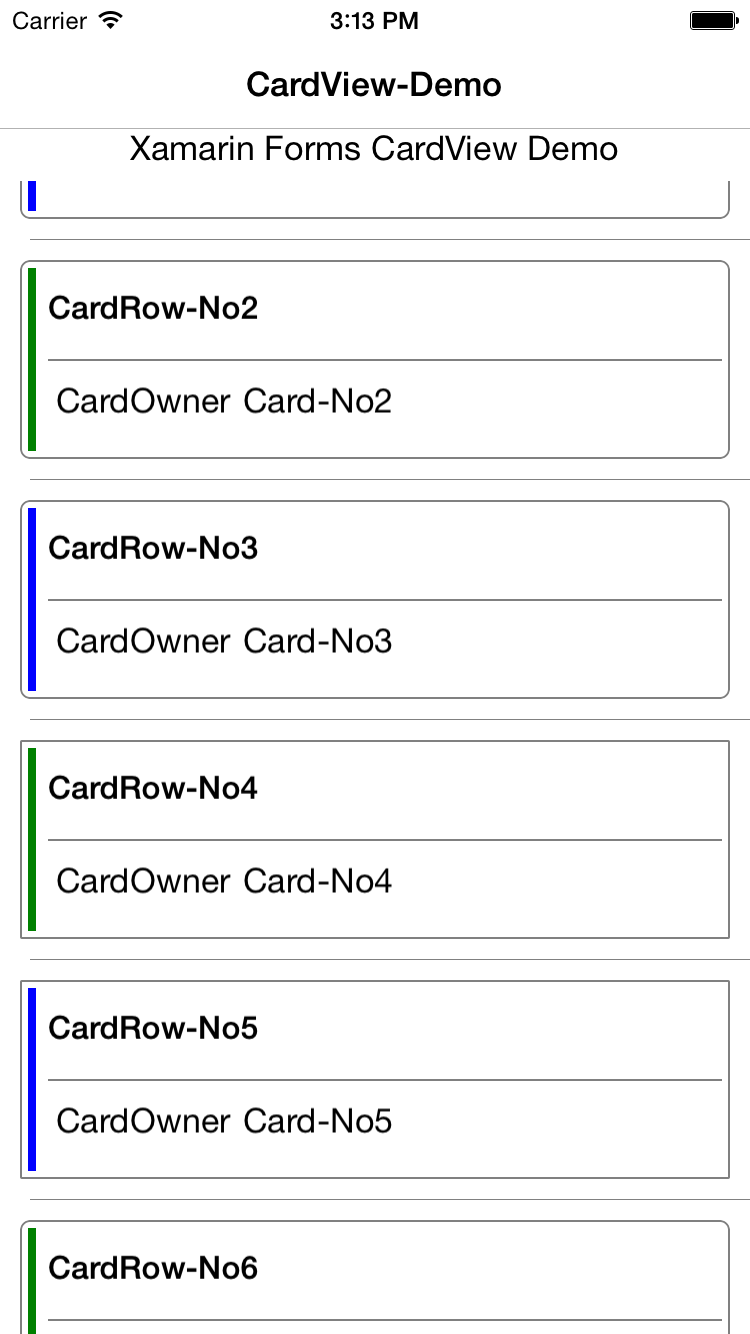 Carrier 3:13 PM
CardView-Demo
Xamarin Forms CardView Demo
CardRow-No2
CardOwner Card-No2
CardRow-No3
CardOwner Card-No3
CardRow-No4
CardOwner Card-No4
CardRow-No5
CardOwner Card-No5
CardRow-No6